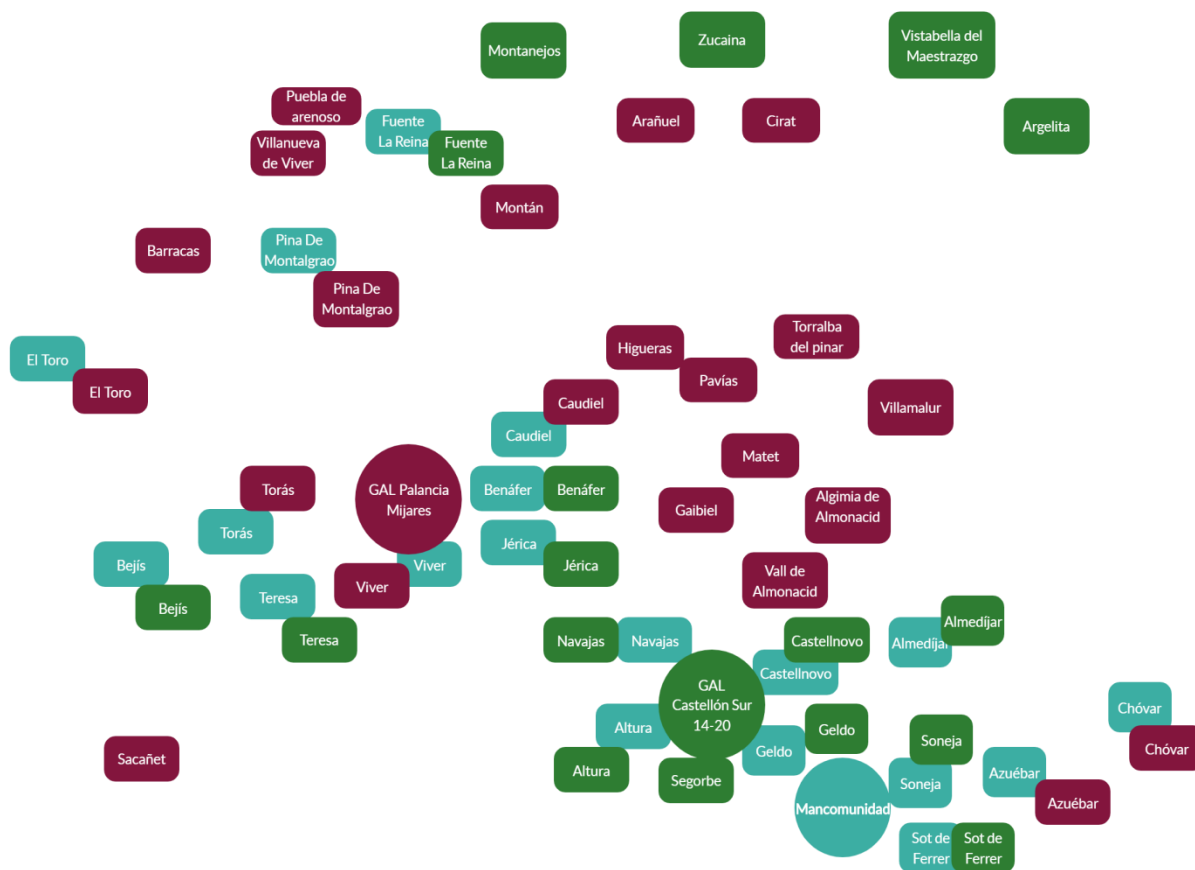 Montanejos
Zucaina
Vistabella del
Maestrazgo
Puebla de
arenoso
Fuente
La Reina
Arañuel
Cirat
Argelita
Villanueva
de Viver
Fuente
La Reina
Montán
Barracas
Pina De
Montalgrao
Pina De
Montalgrao
El Toro
El Toro
Higueras
Torralba
del pinar
Pavías
Caudiel
Villamalur
Caudiel
Matet
Torás
GAL Palancia
Mijares
Benáfer
Benáfer
Gaibiel
Algimia de
Almonacid
Torás
Jérica
Jérica
Bejís
Bejís
Viver
Viver
Vall de
Almonacid
Teresa
Teresa
Navajas
Navajas
Castellnovo
Castellnovo
Almedíjar
Almedíjar
GAL
Castellón Sur
14-20
Altura
Altura
Segorbe
Geldo
Geldo
Soneja
Soneja
Chóvar
Chóvar
Sacañet
Azuébar
Azuébar
Mancomunidad
Sot de
Ferrer
Sot de
Ferrer